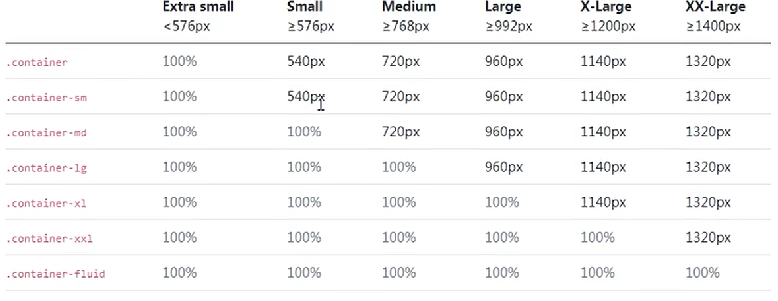 Extra small Small Medium Large X-Large XX-Large
<576px ≥576px ≥768px ≥992px ≥1200px ≥1400px
.container 100% 540px 720px 960px 1140px 1320px
.container-sm 100% 540px 720px 960px 1140px 1320px
.container-md 100% 100% 720px 960px 1140px 1320px
.container-lg 100% 100% 100% 960px 1140px 1320px
.container-xl 100% 100% 100% 100% 1140px 1320px
.container-xxl 100% 100% 100% 100% 100% 1320px
.container-fluid 100% 100% 100% 100% 100% 100%